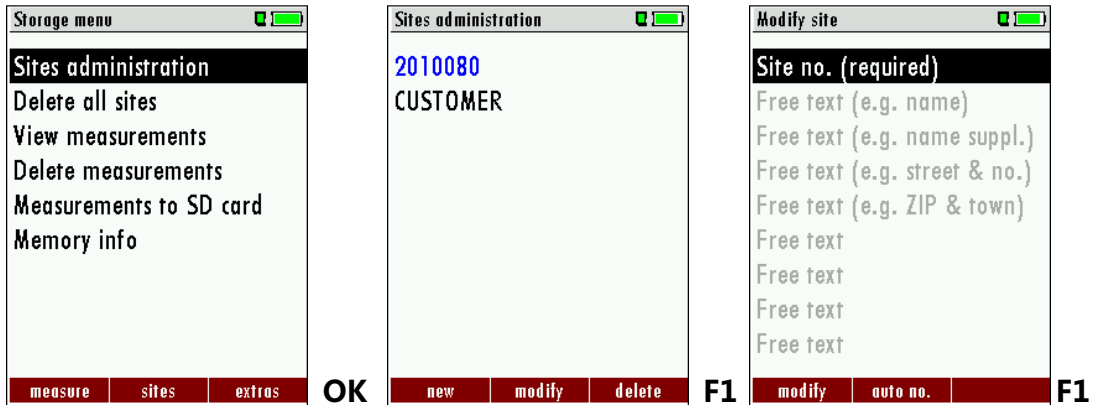 Storage menu
Sites administration
Delete all sites
View measurements
Delete measurements
Measurements to SD card
Memory info
measure sites extras
OK
Sites administration
2010080
CUSTOMER
new modify delete
F1
Modify site
Site no. (required)
Free text (e.g. name)
Free text (e.g. name suppl.)
Free text (e.g. street & no.)
Free text (e.g. ZIP & town)
Free text
Free text
Free text
Free text
modify auto no.
F1